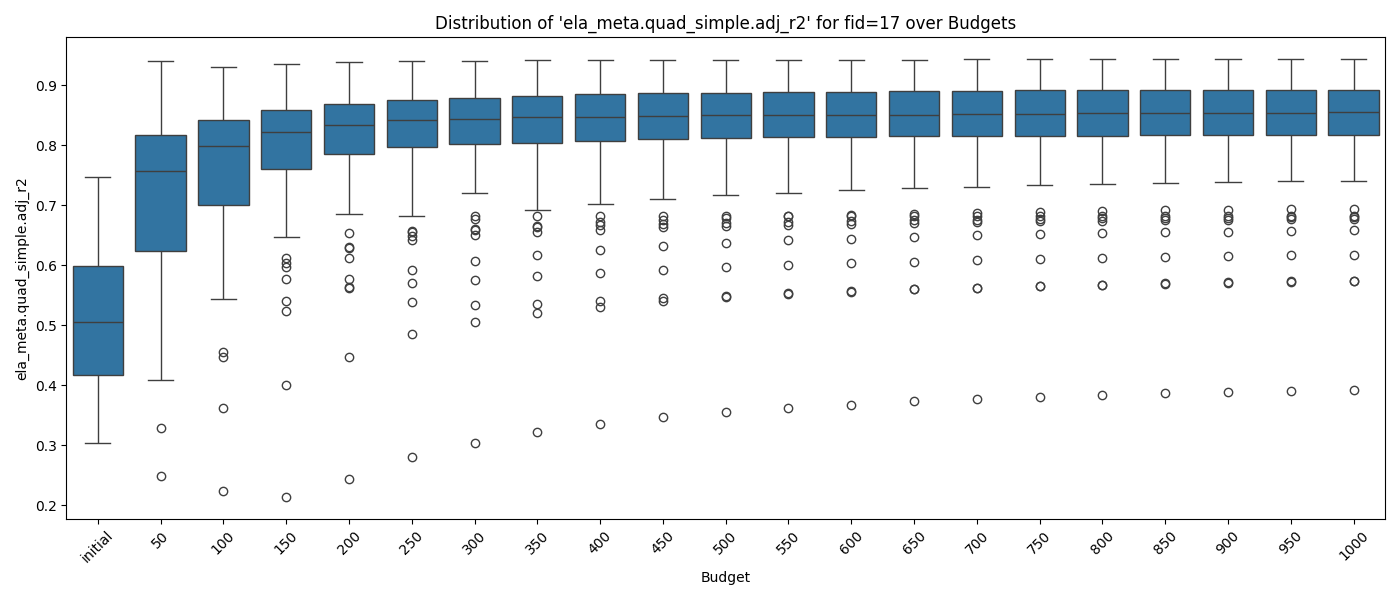 Distribution of 'ela_meta.quad_simple.adj_r2' for fid=17 over Budgets
ela_meta.quad_simple.adj_r2
0.9
0.8
0.7
0.6
0.5
0.4
0.3
0.2
initial 50 100 150 200 250 300 350 400 450 500 550 600 650 700 750 800 850 900 950 1000
Budget